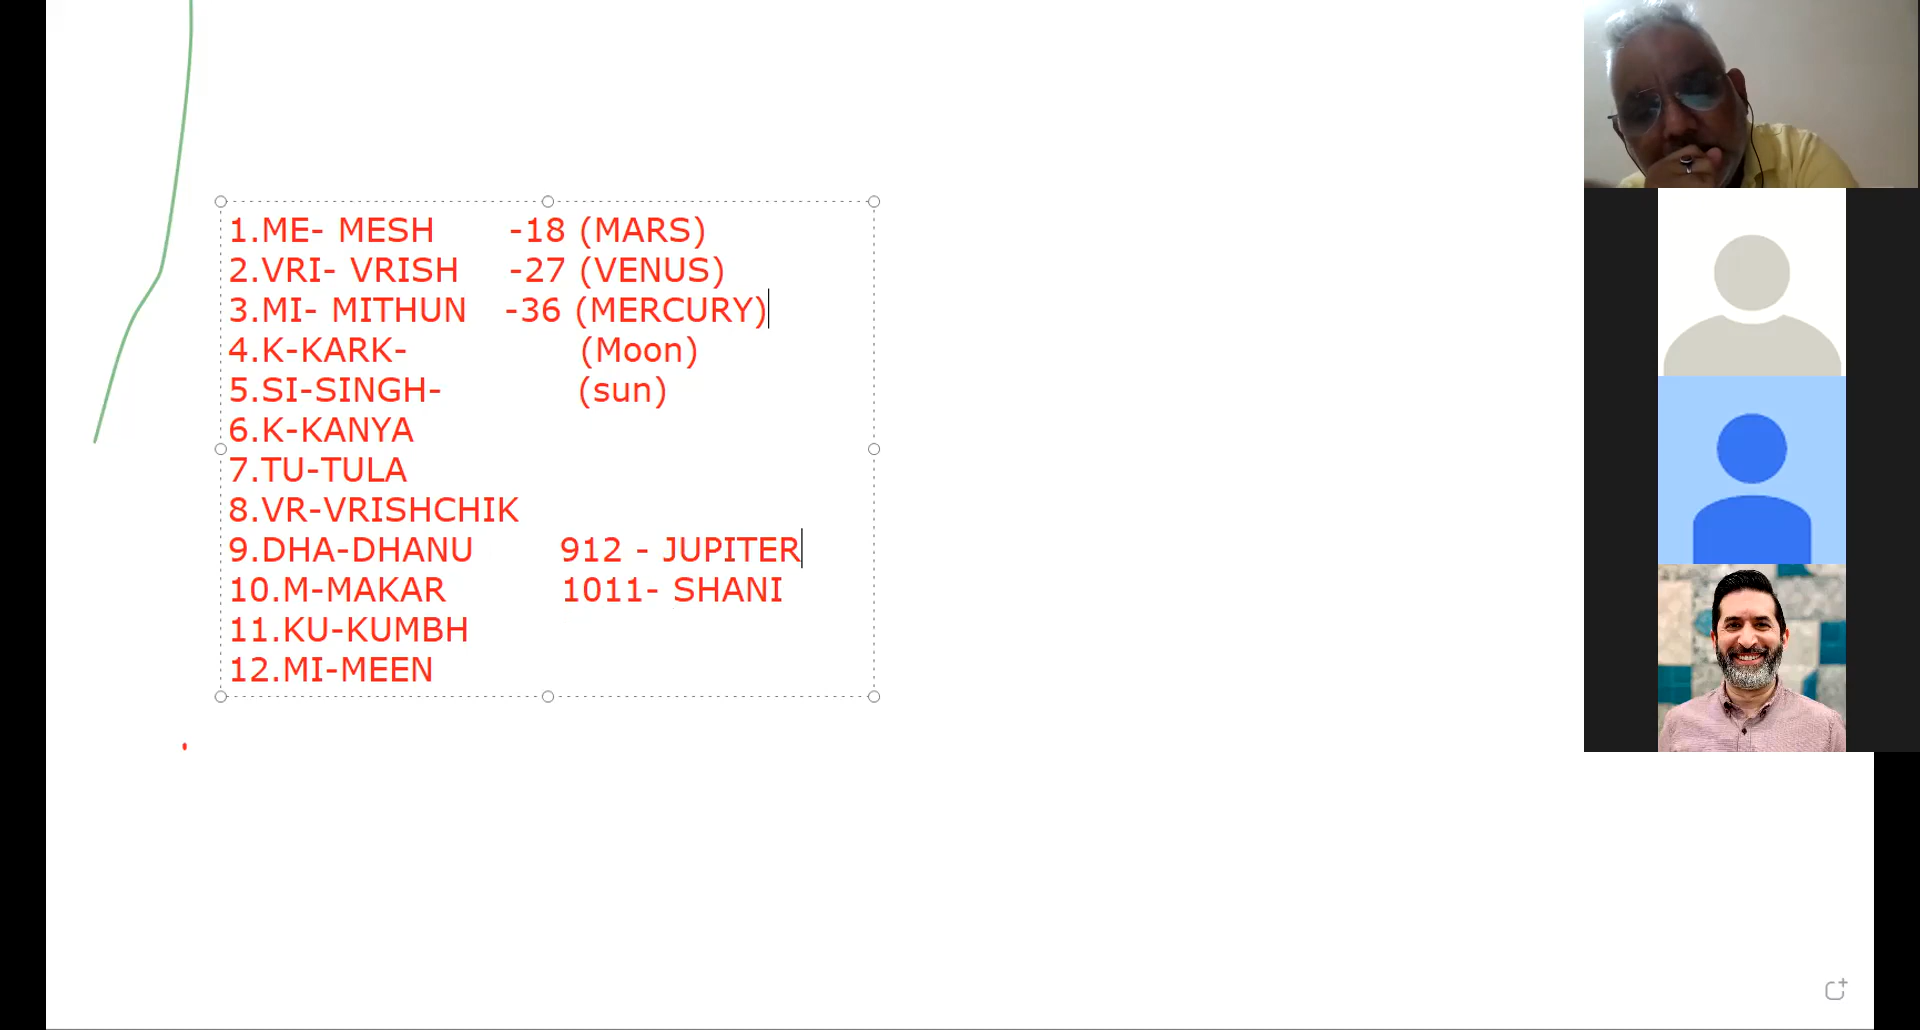 1.ME- MESH -18 (MARS)
2.VRI- VRISH -27 (VENUS)
3.MI- MITHUN -36 (MERCURY)
4.K-KARK- (Moon)
5.SI-SINGH- (sun)
6.K-KANYA
7.TU-TULA
8.VR-VRISHCHIK
9.DHA-DHANU 912 - JUPITER
10.M-MAKAR 1011- SHANI
11.KU-KUMBH
12.MI-MEEN